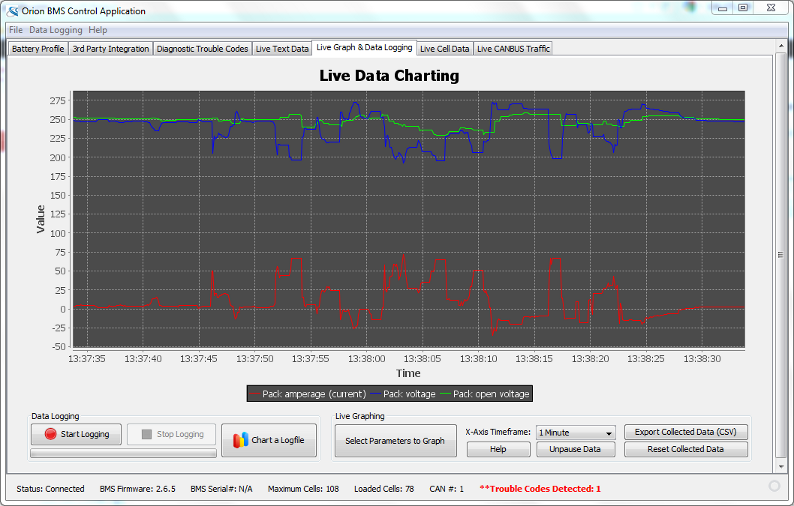 Orion BMS Control Application
File Data Logging Help
Battery Profile 3rd Party Integration Diagnostic Trouble Codes Live Text Data Live Graph & Data Logging Live Cell Data Live CANBUS Traffic
Live Data Charting
275
250
225
200
175
150
125
100
75
50
25
0
-25
-50
Value
13:37:35 13:37:40 13:37:45 13:37:50 13:37:55 13:38:00 13:38:05 13:38:10 13:38:15 13:38:20 13:38:25 13:38:30
Time
Pack amperage (current) Pack voltage Pack open voltage
Data Logging
Start Logging Stop Logging Chart a Logfile
Live Graphing
Select Parameters to Graph
X-Axis Timeframe: 1 Minute Export Collected Data (CSV)
Help Unpause Data Reset Collected Data
Status: Connected BMS Firmware: 2.6.5 BMS Serial#: N/A Maximum Cells: 108 Loaded Cells: 78 CAN #: 1 **Trouble Codes Detected: 1